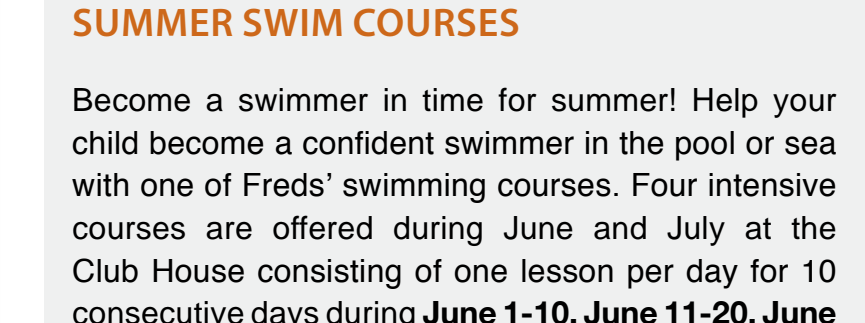 SUMMER SWIM COURSES
Become a swimmer in time for summer! Help your
child become a confident swimmer in the pool or sea
with one of Freds’ swimming courses. Four intensive
courses are offered during June and July at the
Club House consisting of one lesson per day for 10
consecutive days during June 1-10, June 11-20, June